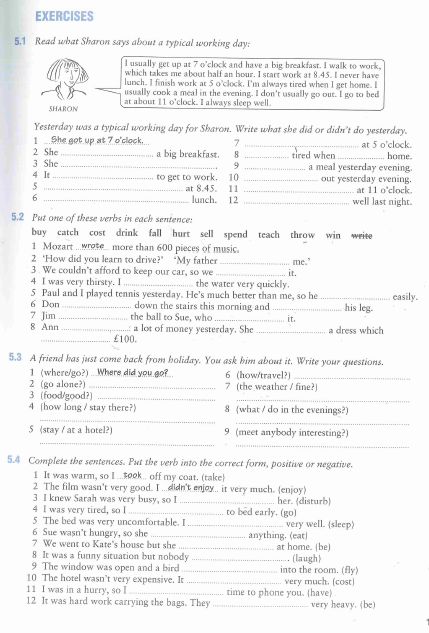 EXERCISES
5.1 Read what Sharon says about a typical working day:
I usually get up at 7 o'clock and have a big breakfast. I walk to work,
which takes me about half an hour. I start work at 8.45. I never have
lunch. I finish work at 5 o'clock. I'm always tired when I get home. I
usually cook a meal in the evening. I don't usually go out. I go to bed
at about 11 o'clock. I always sleep well.
SHARON
Yesterday was a typical working day for Sharon. Write what she did or didn't do yesterday.
1 She got up at 7 o'clock.
2 She ........ a big breakfast.
3 She ........
4 It ........ to get to work.
5 ........ at 8.45.
6 ........ lunch.
7 ........ at 5 o'clock.
8 ........ tired when ........ home.
9 ........ a meal yesterday evening.
10 ........ out yesterday evening.
11 ........ at 11 o'clock.
12 ........ well last night.
5.2 Put one of these verbs in each sentence:
buy catch cost drink fall hurt sell spend teach throw win write
1 Mozart wrote more than 600 pieces of music.
2 'How did you learn to drive?' 'My father ........ me.'
3 We couldn't afford to keep our car, so we ........ it.
4 I was very thirsty. I ........ the water very quickly.
5 Paul and I played tennis yesterday. He's much better than me, so he ........ easily.
6 Don ........ down the stairs this morning and ........ his leg.
7 Jim ........ the ball to Sue, who ........ it.
8 Ann ........ a lot of money yesterday. She ........ a dress which
........ £100.
5.3 A friend has just come back from holiday. You ask him about it. Write your questions.
1 (where/go?) Where did you go?
2 (go alone?) ........
3 (food/good?) ........
4 (how long / stay there?) ........
5 (stay / at a hotel?) ........
6 (how/travel?) ........
7 (the weather / fine?) ........
8 (what / do in the evenings?) ........
9 (meet anybody interesting?) ........
5.4 Complete the sentences. Put the verb into the correct form, positive or negative.
1 It was warm, so I took off my coat. (take)
2 The film wasn't very good. I didn't enjoy it very much. (enjoy)
3 I knew Sarah was very busy, so I ........ her. (disturb)
4 I was very tired, so I ........ to bed early. (go)
5 The bed was very uncomfortable. I ........ very well. (sleep)
6 Sue wasn't hungry, so she ........ anything. (eat)
7 We went to Kate's house but she ........ at home. (be)
8 It was a funny situation but nobody ........ . (laugh)
9 The window was open and a bird ........ into the room. (fly)
10 The hotel wasn't very expensive. It ........ very much. (cost)
11 I was in a hurry, so I ........ time to phone you. (have)
12 It was hard work carrying the bags. They ........ very heavy. (be)